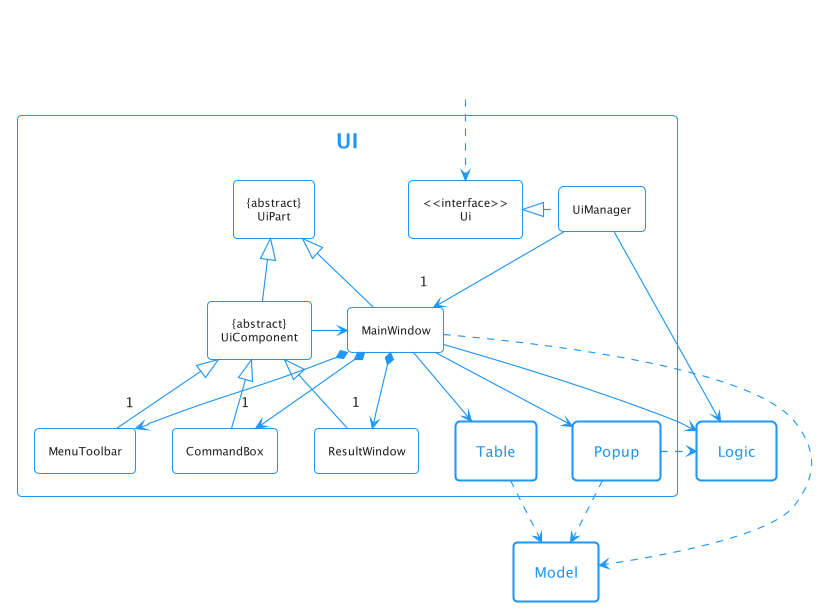 UI
{abstract}
UiPart
<<interface>>
Ui
UiManager
1
{abstract}
UiComponent
MainWindow
1
1
1
MenuToolbar
CommandBox
ResultWindow
Table
Popup
Logic
Model